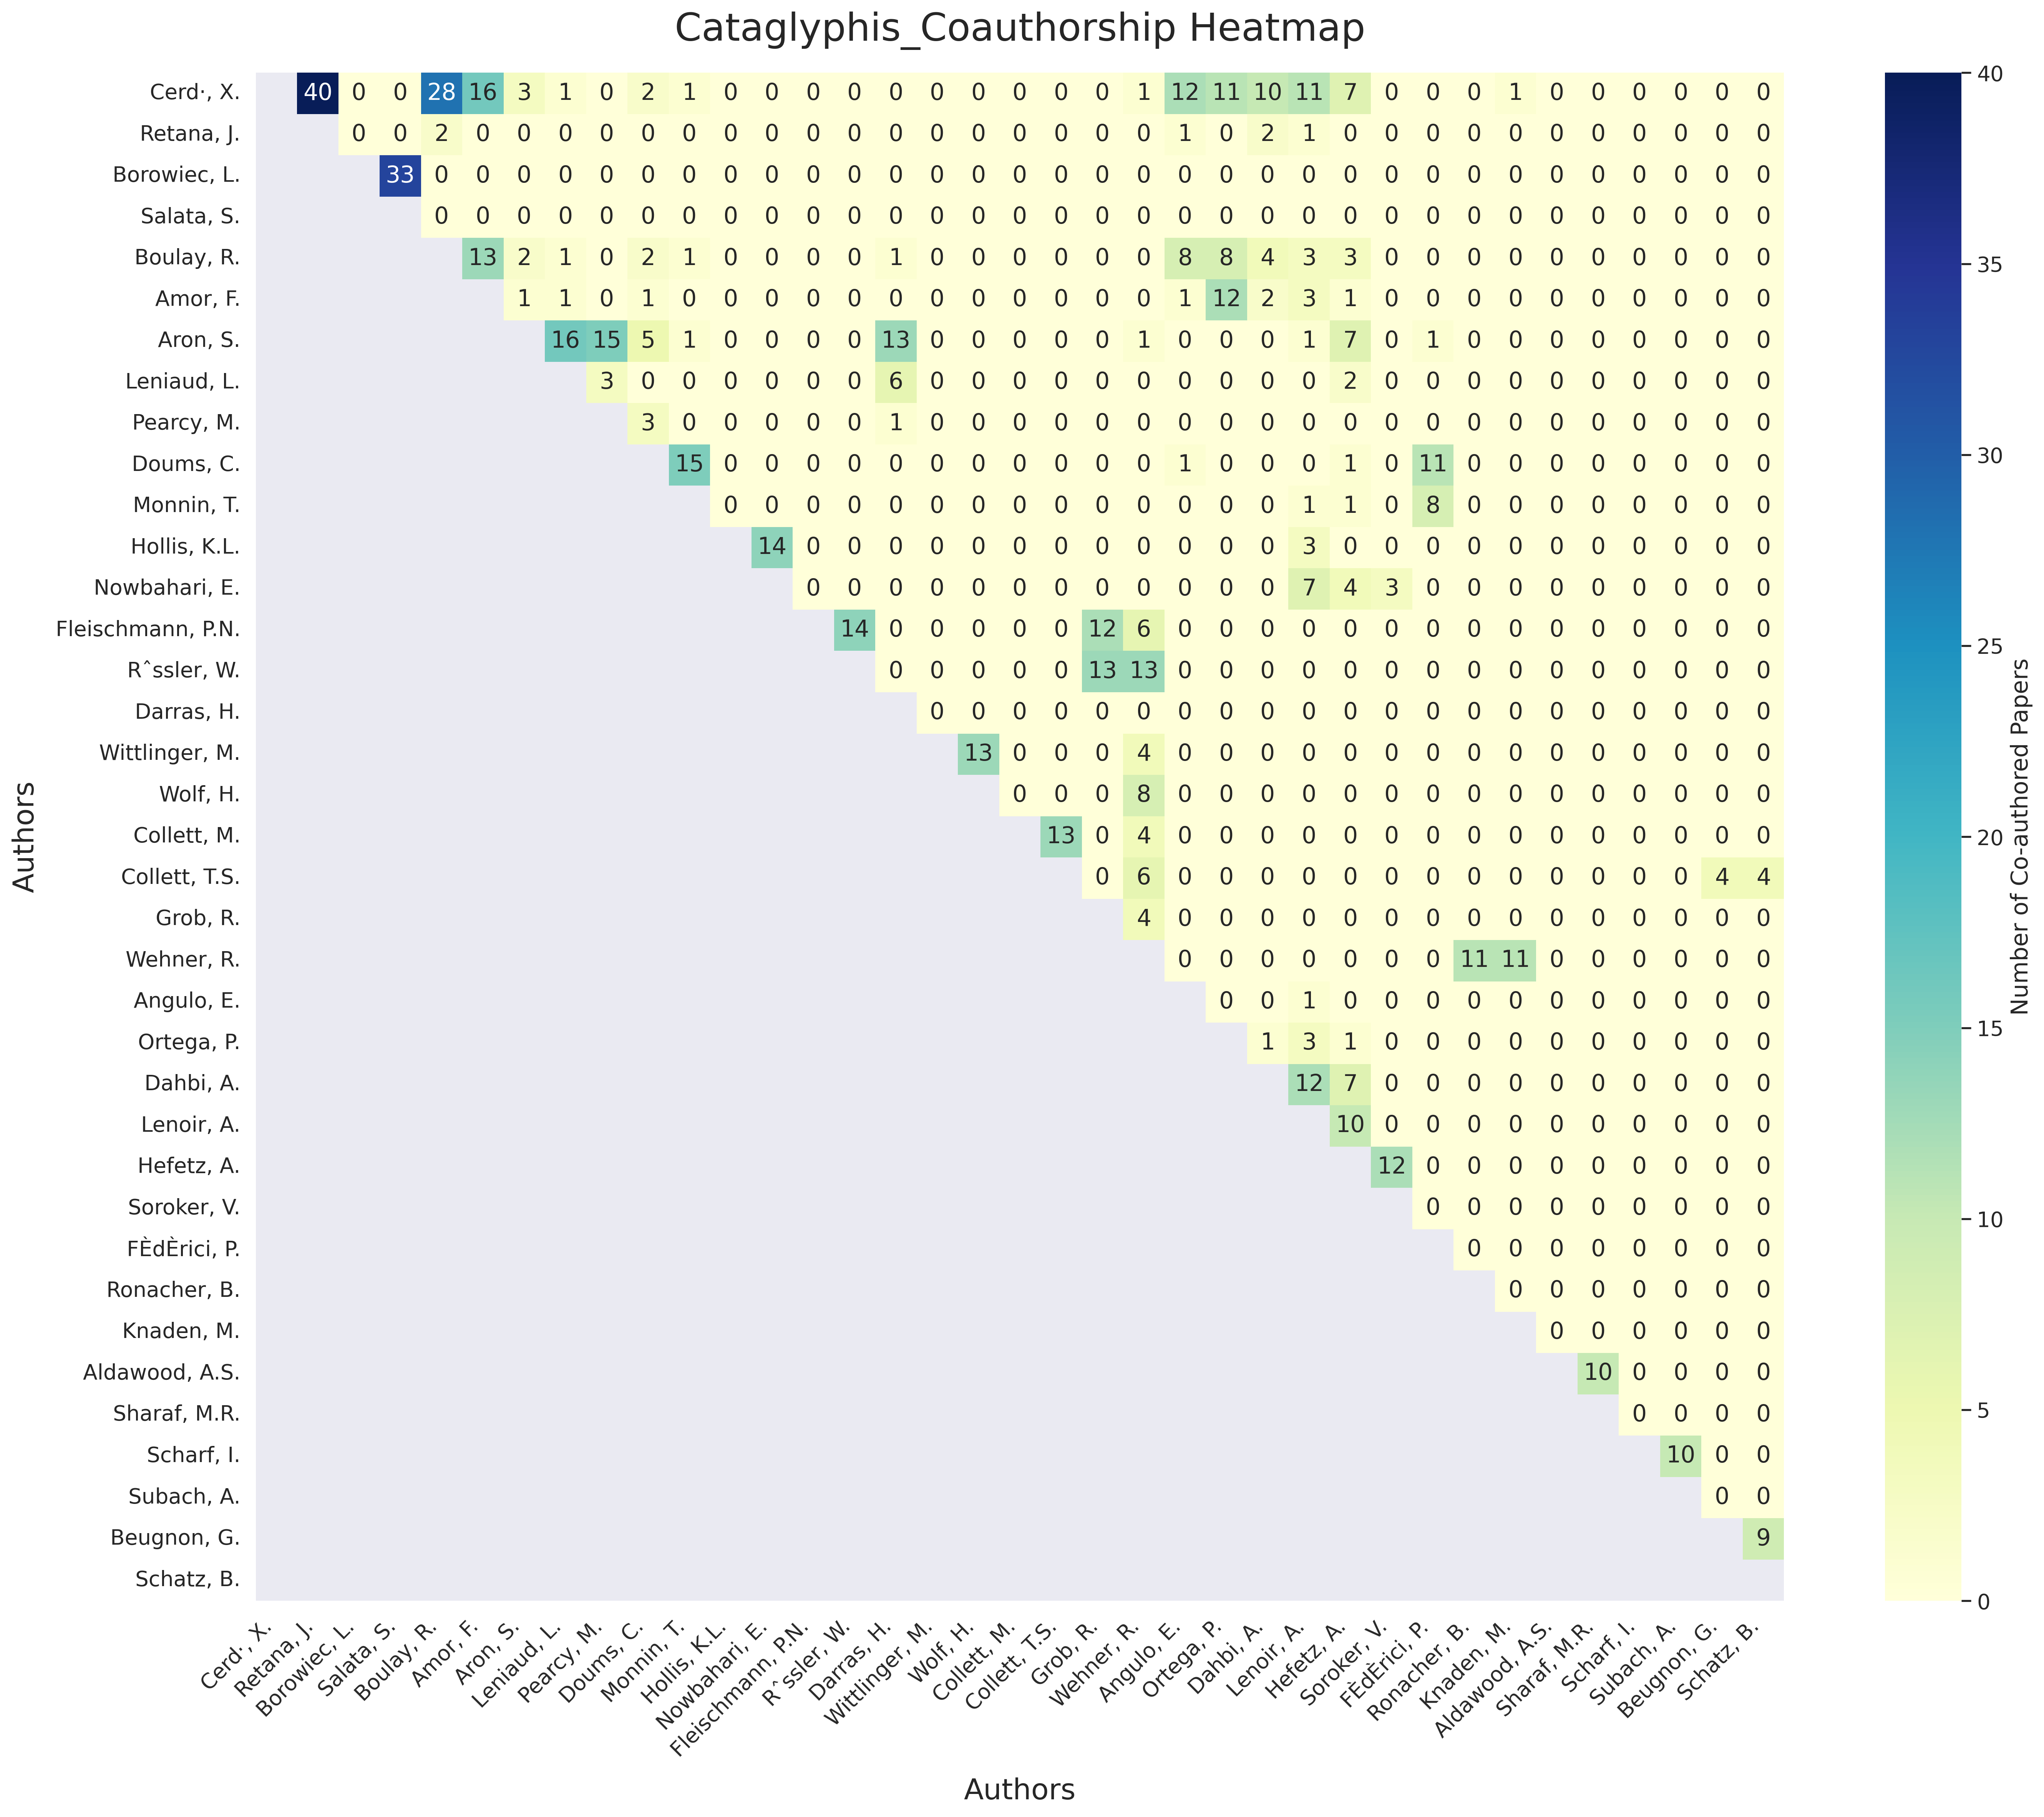 Cataglyphis_Coauthorship Heatmap
Cerd·, X. 40 0 0 28 16 3 1 0 2 1 0 0 0 0 0 0 0 0 0 0 1 12 11 10 11 7 0 0 0 1 0 0 0 0 0 0
Retana, J. 0 0 2 0 0 0 0 0 0 0 0 0 0 0 0 0 0 0 0 0 1 0 2 1 0 0 0 0 0 0 0 0 0 0 0
Borowiec, L. 33 0 0 0 0 0 0 0 0 0 0 0 0 0 0 0 0 0 0 0 0 0 0 0 0 0 0 0 0 0 0 0 0 0
Salata, S. 0 0 0 0 0 0 0 0 0 0 0 0 0 0 0 0 0 0 0 0 0 0 0 0 0 0 0 0 0 0 0 0 0
Boulay, R. 13 2 1 0 2 1 0 0 0 0 1 0 0 0 0 0 0 8 8 4 3 3 0 0 0 0 0 0 0 0 0 0
Amor, F. 1 1 0 1 0 0 0 0 0 0 0 0 0 0 0 0 1 12 2 3 1 0 0 0 0 0 0 0 0 0 0
Aron, S. 16 15 5 1 0 0 0 0 13 0 0 0 0 0 1 0 0 0 1 7 0 1 0 0 0 0 0 0 0 0
Leniaud, L. 3 0 0 0 0 0 0 6 0 0 0 0 0 0 0 0 0 0 2 0 0 0 0 0 0 0 0 0 0
Pearcy, M. 3 0 0 0 0 0 1 0 0 0 0 0 0 0 0 0 0 0 0 0 0 0 0 0 0 0 0 0
Doums, C. 15 0 0 0 0 0 0 0 0 0 0 0 1 0 0 0 1 0 11 0 0 0 0 0 0 0 0
Monnin, T. 0 0 0 0 0 0 0 0 0 0 0 0 0 0 1 1 0 8 0 0 0 0 0 0 0 0
Hollis, K.L. 14 0 0 0 0 0 0 0 0 0 0 0 0 3 0 0 0 0 0 0 0 0 0 0 0
Nowbahari, E. 0 0 0 0 0 0 0 0 0 0 0 0 7 4 3 0 0 0 0 0 0 0 0 0
Fleischmann, P.N. 14 0 0 0 0 0 12 6 0 0 0 0 0 0 0 0 0 0 0 0 0 0 0
Rˆssler, W. 0 0 0 0 0 13 13 0 0 0 0 0 0 0 0 0 0 0 0 0 0 0
Darras, H. 0 0 0 0 0 0 0 0 0 0 0 0 0 0 0 0 0 0 0 0 0
Wittlinger, M. 13 0 0 0 4 0 0 0 0 0 0 0 0 0 0 0 0 0 0 0
Wolf, H. 0 0 0 8 0 0 0 0 0 0 0 0 0 0 0 0 0 0 0
Collett, M. 13 0 4 0 0 0 0 0 0 0 0 0 0 0 0 0 0 0
Collett, T.S. 0 6 0 0 0 0 0 0 0 0 0 0 0 0 0 4 4
Grob, R. 4 0 0 0 0 0 0 0 0 0 0 0 0 0 0 0
Wehner, R. 0 0 0 0 0 0 0 11 11 0 0 0 0 0 0
Angulo, E. 0 0 1 0 0 0 0 0 0 0 0 0 0 0
Ortega, P. 1 3 1 0 0 0 0 0 0 0 0 0 0
Dahbi, A. 12 7 0 0 0 0 0 0 0 0 0 0
Lenoir, A. 10 0 0 0 0 0 0 0 0 0 0
Hefetz, A. 12 0 0 0 0 0 0 0 0 0
Soroker, V. 0 0 0 0 0 0 0 0 0
FÈdÈrici, P. 0 0 0 0 0 0 0 0
Ronacher, B. 0 0 0 0 0 0 0
Knaden, M. 0 0 0 0 0 0
Aldawood, A.S. 10 0 0 0 0
Sharaf, M.R. 0 0 0 0
Scharf, I. 10 0 0
Subach, A. 0 0
Beugnon, G. 9
Schatz, B.
Authors
Cerd·, X.
Retana, J.
Borowiec, L.
Salata, S.
Boulay, R.
Amor, F.
Aron, S.
Leniaud, L.
Pearcy, M.
Doums, C.
Monnin, T.
Hollis, K.L.
Nowbahari, E.
Fleischmann, P.N.
Rˆssler, W.
Darras, H.
Wittlinger, M.
Wolf, H.
Collett, M.
Collett, T.S.
Grob, R.
Wehner, R.
Angulo, E.
Ortega, P.
Dahbi, A.
Lenoir, A.
Hefetz, A.
Soroker, V.
FÈdÈrici, P.
Ronacher, B.
Knaden, M.
Aldawood, A.S.
Sharaf, M.R.
Scharf, I.
Subach, A.
Beugnon, G.
Schatz, B.
Authors
40
35
30
25
20
15
10
5
0
Number of Co-authored Papers